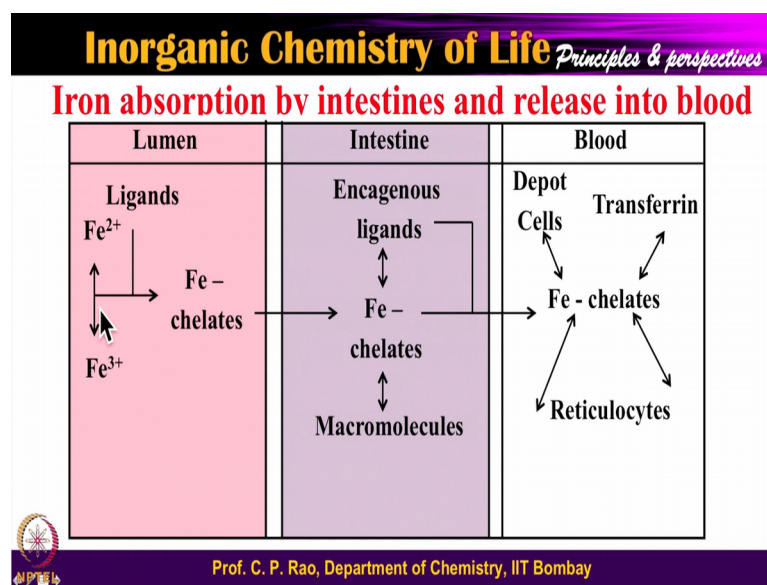 Inorganic Chemistry of Life Principles & perspectives
Iron absorption by intestines and release into blood
Lumen
Ligands
Fe2+
Fe –
chelates
Fe3+
Intestine
Encagenous
ligands
Fe –
chelates
Macromolecules
Blood
Depot
Cells
Transferrin
Fe - chelates
Reticulocytes
NPTEL
Prof. C. P. Rao, Department of Chemistry, IIT Bombay